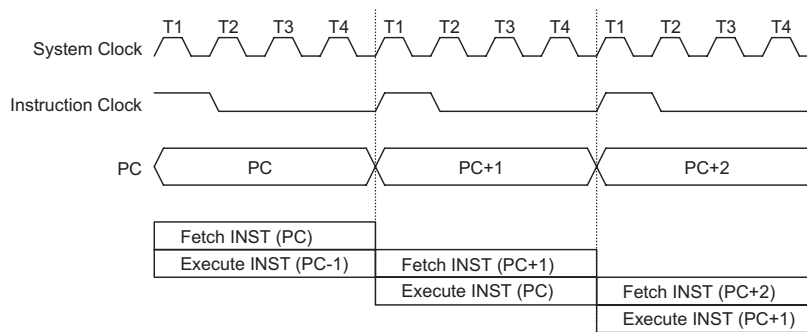 T1 T2 T3 T4 T1 T2 T3 T4 T1 T2 T3 T4
System Clock
Instruction Clock
PC PC PC+1 PC+2
Fetch INST (PC)
Execute INST (PC-1) Fetch INST (PC+1)
Execute INST (PC) Fetch INST (PC+2)
Execute INST (PC+1)